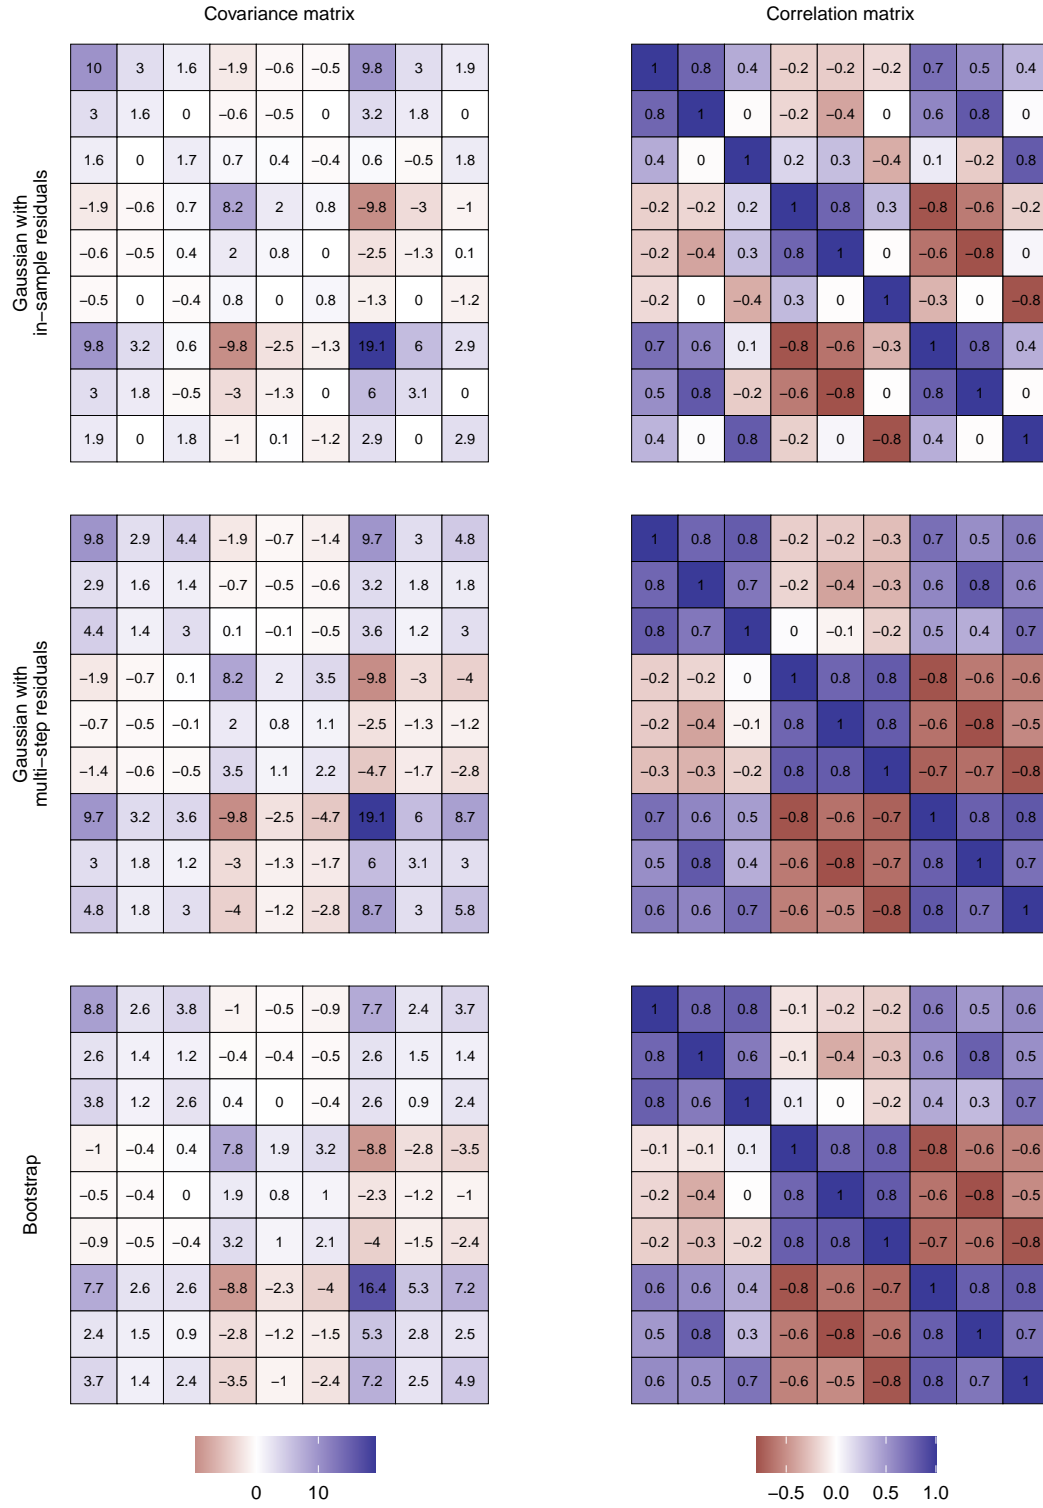 Covariance matrix
Correlation matrix
Gaussian with
in−sample residuals
10 3 1.6 −1.9 −0.6 −0.5 9.8 3 1.9
3 1.6 0 −0.6 −0.5 0 3.2 1.8 0
1.6 0 1.7 0.7 0.4 −0.4 0.6 −0.5 1.8
−1.9 −0.6 0.7 8.2 2 0.8 −9.8 −3 −1
−0.6 −0.5 0.4 2 0.8 0 −2.5 −1.3 0.1
−0.5 0 −0.4 0.8 0 0.8 −1.3 0 −1.2
9.8 3.2 0.6 −9.8 −2.5 −1.3 19.1 6 2.9
3 1.8 −0.5 −3 −1.3 0 6 3.1 0
1.9 0 1.8 −1 0.1 −1.2 2.9 0 2.9
1 0.8 0.4 −0.2 −0.2 −0.2 0.7 0.5 0.4
0.8 1 0 −0.2 −0.4 0 0.6 0.8 0
0.4 0 1 0.2 0.3 −0.4 0.1 −0.2 0.8
−0.2 −0.2 0.2 1 0.8 0.3 −0.8 −0.6 −0.2
−0.2 −0.4 0.3 0.8 1 0 −0.6 −0.8 0
−0.2 0 −0.4 0.3 0 1 −0.3 0 −0.8
0.7 0.6 0.1 −0.8 −0.6 −0.3 1 0.8 0.4
0.5 0.8 −0.2 −0.6 −0.8 0 0.8 1 0
0.4 0 0.8 −0.2 0 −0.8 0.4 0 1
Gaussian with
multi−step residuals
9.8 2.9 4.4 −1.9 −0.7 −1.4 9.7 3 4.8
2.9 1.6 1.4 −0.7 −0.5 −0.6 3.2 1.8 1.8
4.4 1.4 3 0.1 −0.1 −0.5 3.6 1.2 3
−1.9 −0.7 0.1 8.2 2 3.5 −9.8 −3 −4
−0.7 −0.5 −0.1 2 0.8 1.1 −2.5 −1.3 −1.2
−1.4 −0.6 −0.5 3.5 1.1 2.2 −4.7 −1.7 −2.8
9.7 3.2 3.6 −9.8 −2.5 −4.7 19.1 6 8.7
3 1.8 1.2 −3 −1.3 −1.7 6 3.1 3
4.8 1.8 3 −4 −1.2 −2.8 8.7 3 5.8
1 0.8 0.8 −0.2 −0.2 −0.3 0.7 0.5 0.6
0.8 1 0.7 −0.2 −0.4 −0.3 0.6 0.8 0.6
0.8 0.7 1 0 −0.1 −0.2 0.5 0.4 0.7
−0.2 −0.2 0 1 0.8 0.8 −0.8 −0.6 −0.6
−0.2 −0.4 −0.1 0.8 1 0.8 −0.6 −0.8 −0.5
−0.3 −0.3 −0.2 0.8 0.8 1 −0.7 −0.7 −0.8
0.7 0.6 0.5 −0.8 −0.6 −0.7 1 0.8 0.8
0.5 0.8 0.4 −0.6 −0.8 −0.7 0.8 1 0.7
0.6 0.6 0.7 −0.6 −0.5 −0.8 0.8 0.7 1
Bootstrap
8.8 2.6 3.8 −1 −0.5 −0.9 7.7 2.4 3.7
2.6 1.4 1.2 −0.4 −0.4 −0.5 2.6 1.5 1.4
3.8 1.2 2.6 0.4 0 −0.4 2.6 0.9 2.4
−1 −0.4 0.4 7.8 1.9 3.2 −8.8 −2.8 −3.5
−0.5 −0.4 0 1.9 0.8 1 −2.3 −1.2 −1
−0.9 −0.5 −0.4 3.2 1 2.1 −4 −1.5 −2.4
7.7 2.6 2.6 −8.8 −2.3 −4 16.4 5.3 7.2
2.4 1.5 0.9 −2.8 −1.2 −1.5 5.3 2.8 2.5
3.7 1.4 2.4 −3.5 −1 −2.4 7.2 2.5 4.9
1 0.8 0.8 −0.1 −0.2 −0.2 0.6 0.5 0.6
0.8 1 0.6 −0.1 −0.4 −0.3 0.6 0.8 0.5
0.8 0.6 1 0.1 0 −0.2 0.4 0.3 0.7
−0.1 −0.1 0.1 1 0.8 0.8 −0.8 −0.6 −0.6
−0.2 −0.4 0 0.8 1 0.8 −0.6 −0.8 −0.5
−0.2 −0.3 −0.2 0.8 0.8 1 −0.7 −0.6 −0.8
0.6 0.6 0.4 −0.8 −0.6 −0.7 1 0.8 0.8
0.5 0.8 0.3 −0.6 −0.8 −0.6 0.8 1 0.7
0.6 0.5 0.7 −0.6 −0.5 −0.8 0.8 0.7 1
0 10
−0.5 0.0 0.5 1.0